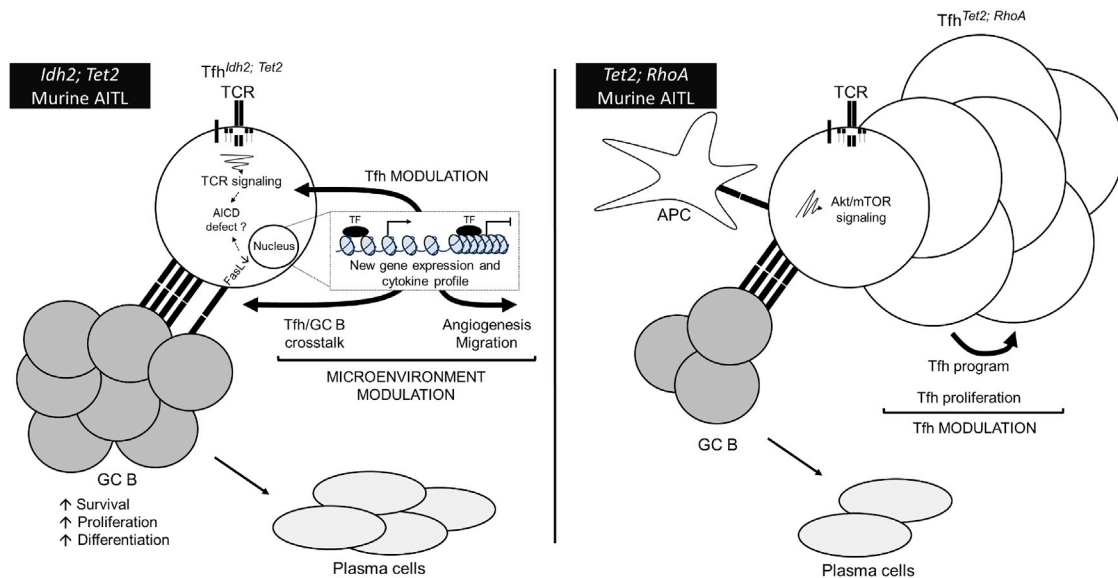 Idh2; Tet2
Murine AITL
Tfh Idh2; Tet2
TCR
TCR signaling
AICD
defect ?
FasL
Nucleus
Tfh MODULATION
TF
TF
New gene expression and
cytokine profile
Tfh/GC B
crosstalk
Angiogenesis
Migration
MICROENVIRONMENT
MODULATION
GC B
↑ Survival
↑ Proliferation
↑ Differentiation
Plasma cells
Tet2; RhoA
Murine AITL
Tfh Tet2; RhoA
TCR
APC
Akt/mTOR
signaling
Tfh program
Tfh proliferation
Tfh MODULATION
GC B
Plasma cells